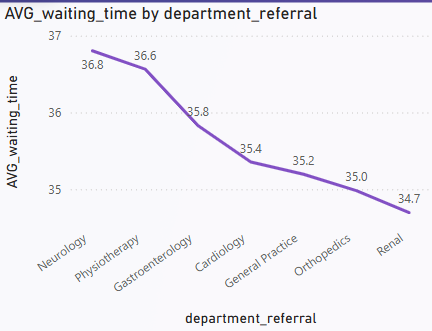 AVG_waiting_time by department_referral
37
36.8
36.6
36
35.8
35.4
35.2
35
35.0
34.7
AVG_waiting_time
Neurology
Physiotherapy
Gastroenterology
Cardiology
General Practice
Orthopedics
Renal
department_referral